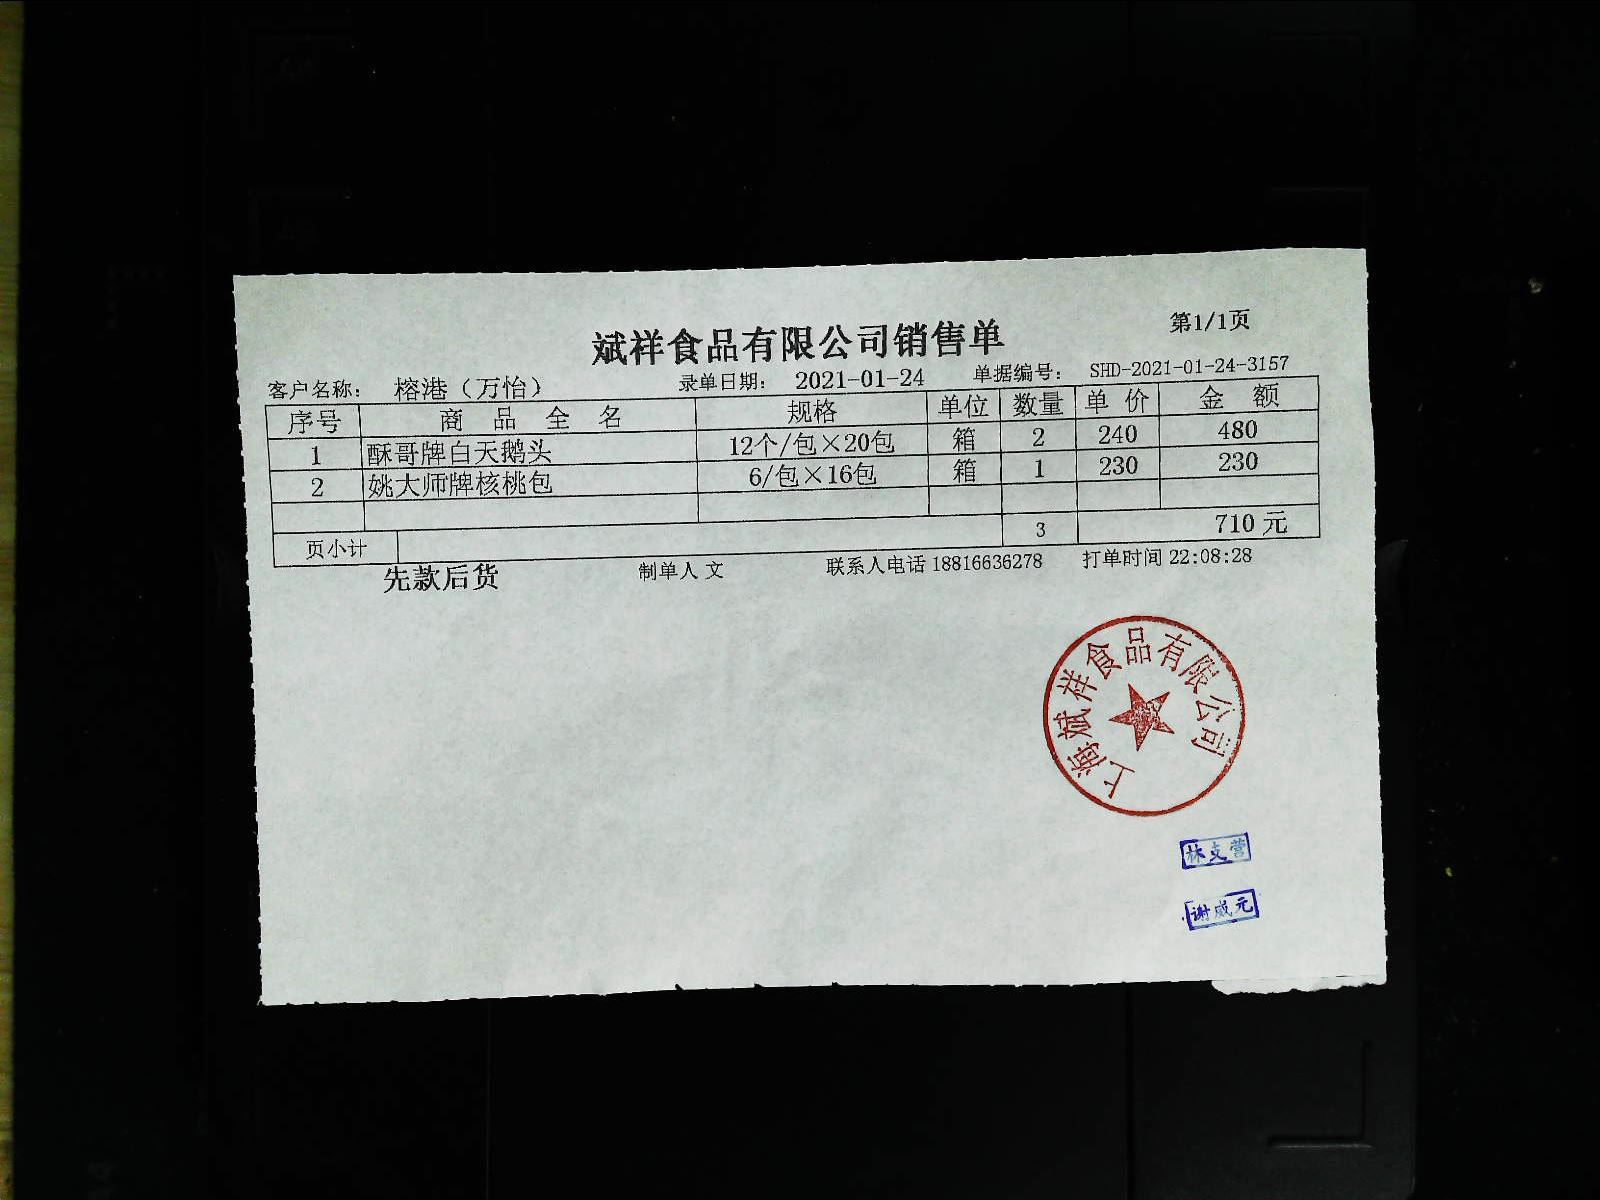 第1/1页
斌祥食品有限公司销售单
客户名称： 榕港（万怡） 录单日期： 2021-01-24 单据编号： SHD-2021-01-24-3157
序号 商品全名 规格 单位 数量 单价 金额
1 酥哥牌白天鹅头 12个/包×20包 箱 2 240 480
2 姚大师牌核桃包 6/包×16包 箱 1 230 230
页小计 3 710 元
先款后货 制单人 文 联系人电话 18816636278 打单时间 22:08:28
上海斌祥食品有限公司
林支营
谢威元